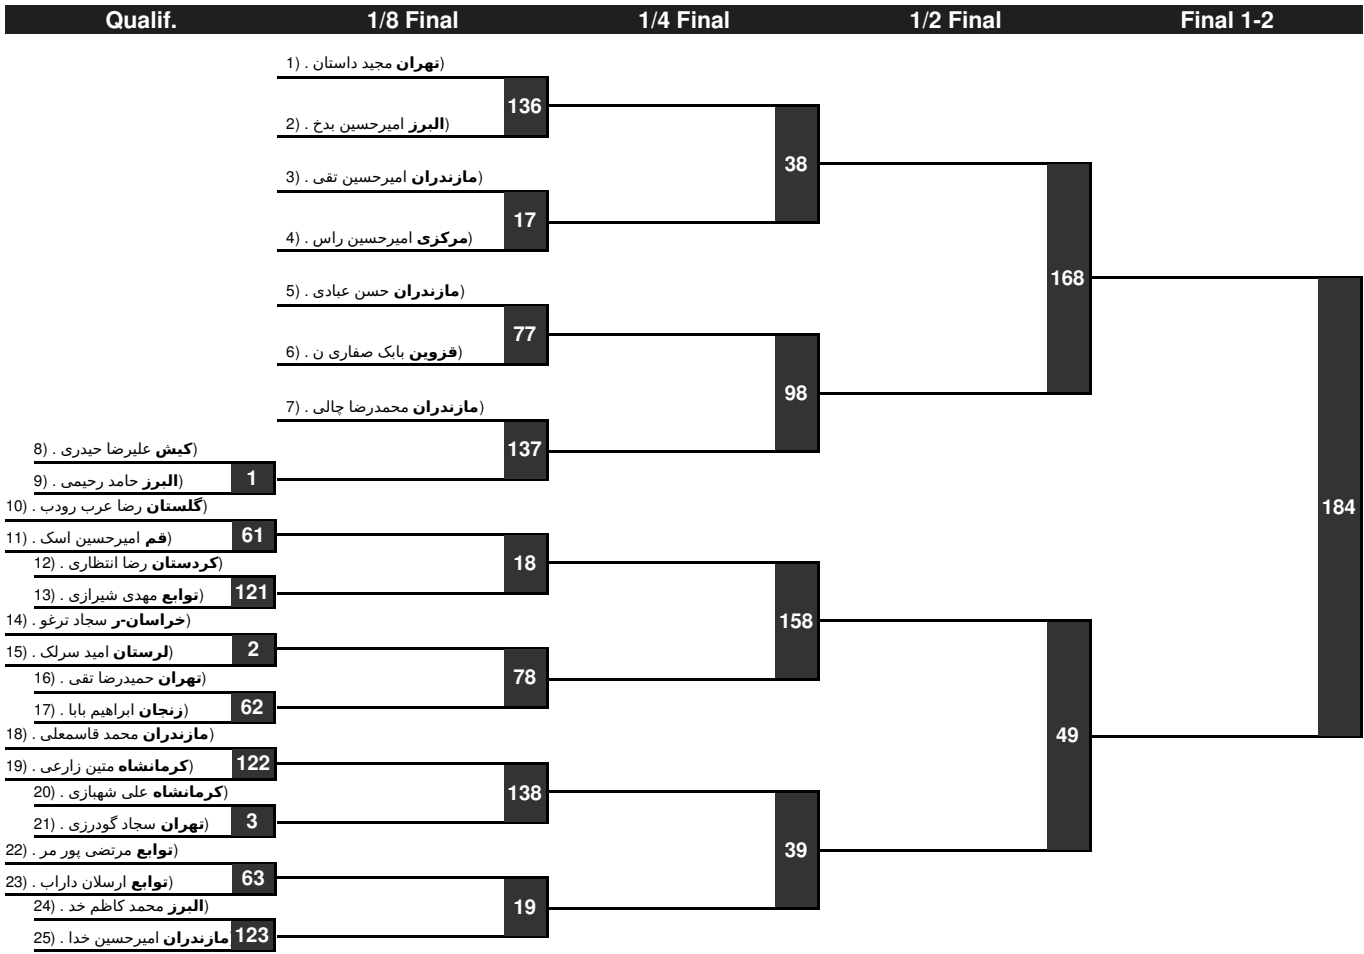 Qualif. 1/8 Final 1/4 Final 1/2 Final Final 1-2
1) . مجید داستان تهران)
136
2) . امیرحسین بدخ البرز)
38
3) . امیرحسین تقی مازندران)
17
4) . امیرحسین راس مرکزی)
168
5) . حسن عبادی مازندران)
77
6) . بابک صفاری ن قزوین)
98
7) . محمدرضا چالی مازندران)
137
8) . علیرضا حیدری کیش)
1
9) . حامد رحیمی البرز)
10) . رضا عرب رودب گلستان)
184
61
11) . امیرحسین اسک قم)
12) . رضا انتظاری کردستان)
18
121
13) . مهدی شیرازی توابع)
14) . سجاد ترغو خراسان-ر)
158
2
15) . امید سرلک لرستان)
16) . حمیدرضا تقی تهران)
78
62
17) . ابراهیم بابا زنجان)
18) . محمد قاسمعلی مازندران)
49
122
19) . متین زارعی کرمانشاه)
20) . علی شهبازی کرمانشاه)
138
3
21) . سجاد گودرزی تهران)
22) . مرتضی پور مر توابع)
39
63
23) . ارسلان داراب توابع)
24) . محمد کاظم خد البرز)
19
123
25) . امیرحسین خدا مازندران